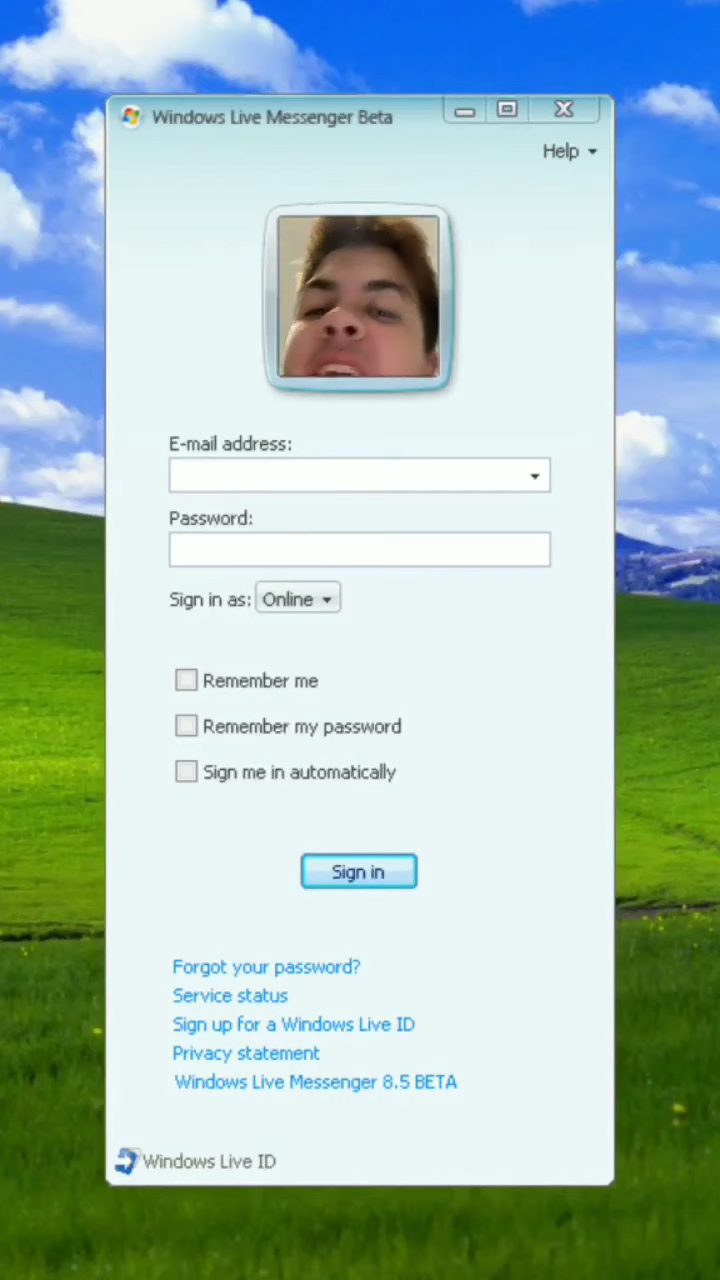 Windows Live Messenger Beta
Help
E-mail address:
Password:
Sign in as: Online
Remember me
Remember my password
Sign me in automatically
Sign in
Forgot your password?
Service status
Sign up for a Windows Live ID
Privacy statement
Windows Live Messenger 8.5 BETA
Windows Live ID